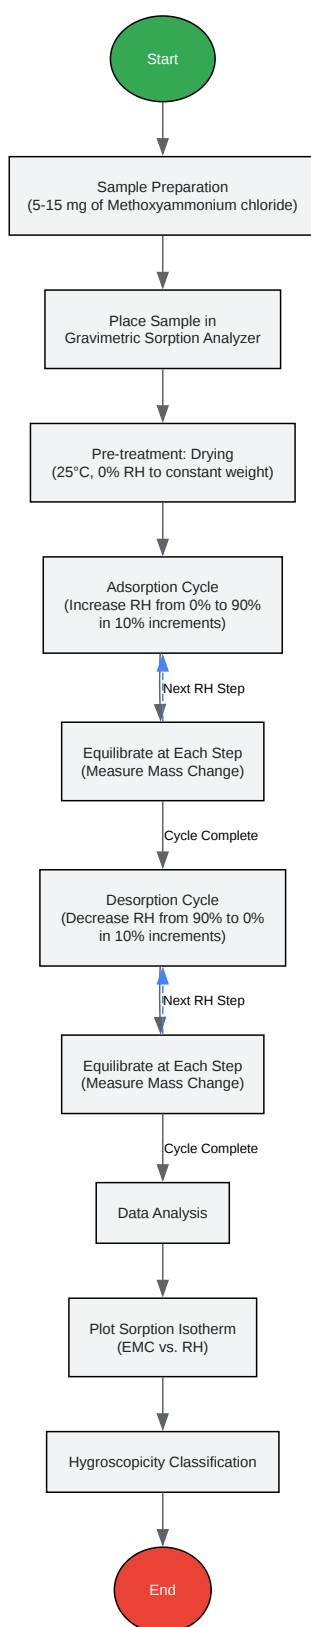 Start
Sample Preparation
(5-15 mg of Methoxyammonium chloride)
Place Sample in
Gravimetric Sorption Analyzer
Pre-treatment: Drying
(25°C, 0% RH to constant weight)
Adsorption Cycle
(Increase RH from 0% to 90%
in 10% increments)
Next RH Step
Equilibrate at Each Step
(Measure Mass Change)
Cycle Complete
Desorption Cycle
(Decrease RH from 90% to 0%
in 10% increments)
Next RH Step
Equilibrate at Each Step
(Measure Mass Change)
Cycle Complete
Data Analysis
Plot Sorption Isotherm
(EMC vs. RH)
Hygroscopicity Classification
End